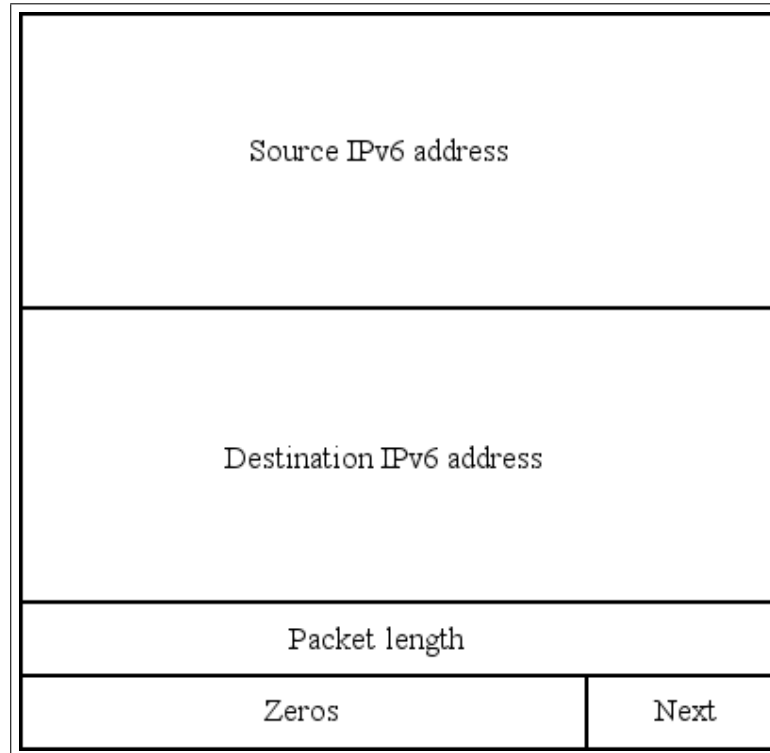 Source IPv6 address
Destination IPv6 address
Packet length
Zeros Next